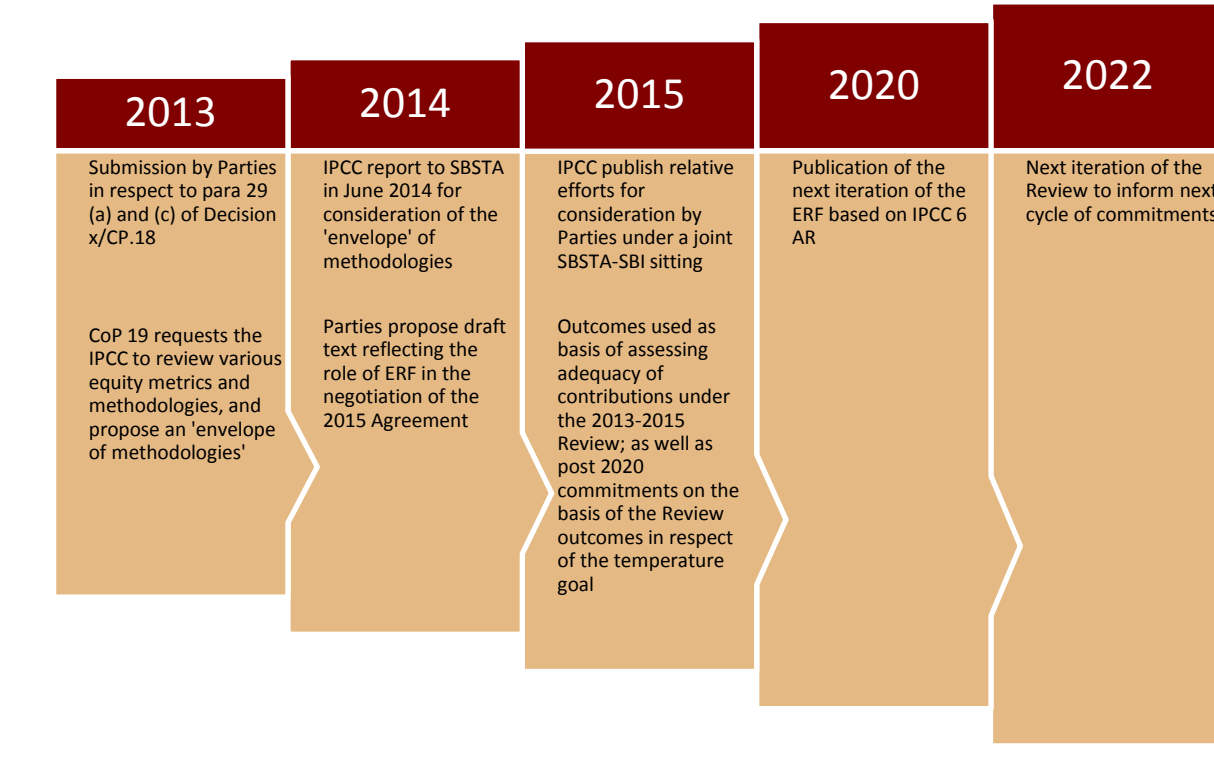 2013
Submission by Parties
in respect to para 29
(a) and (c) of Decision
x/CP.18
CoP 19 requests the
IPCC to review various
equity metrics and
methodologies, and
propose an 'envelope
of methodologies'
2014
IPCC report to SBSTA
in June 2014 for
consideration of the
'envelope' of
methodologies
Parties propose draft
text reflecting the
role of ERF in the
negotiation of the
2015 Agreement
2015
IPCC publish relative
efforts for
consideration by
Parties under a joint
SBSTA-SBI sitting
Outcomes used as
basis of assessing
adequacy of
contributions under
the 2013-2015
Review; as well as
post 2020
commitments on the
basis of the Review
outcomes in respect
of the temperature
goal
2020
Publication of the
next iteration of the
ERF based on IPCC 6
AR
2022
Next iteration of the
Review to inform next
cycle of commitments